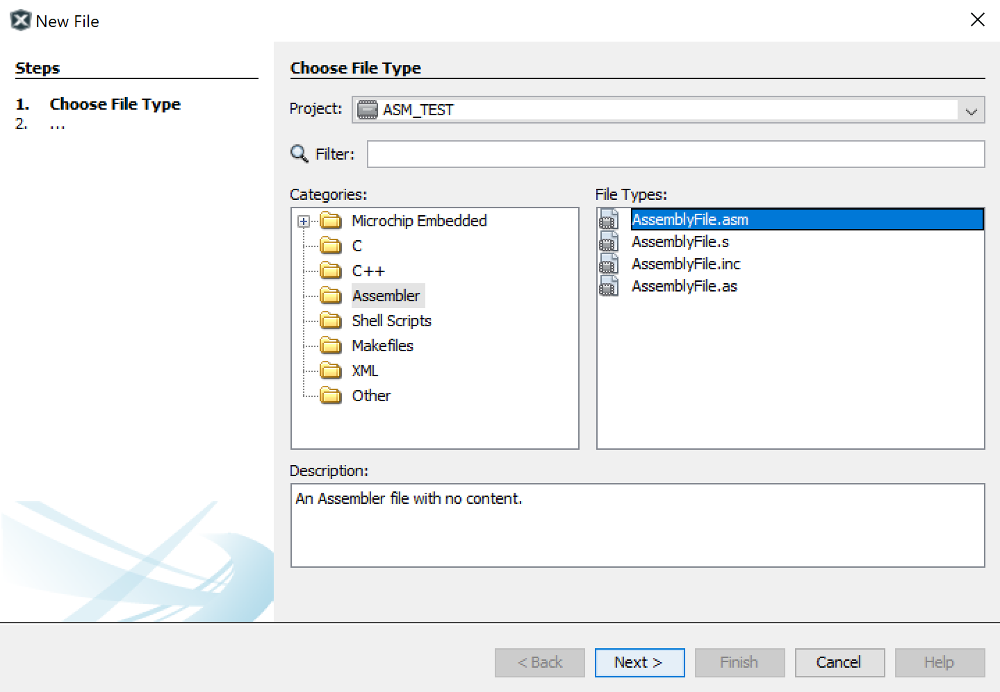 New File
Steps
1. Choose File Type
2. ...
Choose File Type
Project: ASM_TEST
Filter:
Categories:
Microchip Embedded
C
C++
Assembler
Shell Scripts
Makefiles
XML
Other
File Types:
AssemblyFile.asm
AssemblyFile.s
AssemblyFile.inc
AssemblyFile.as
Description:
An Assembler file with no content.
< Back Next > Finish Cancel Help